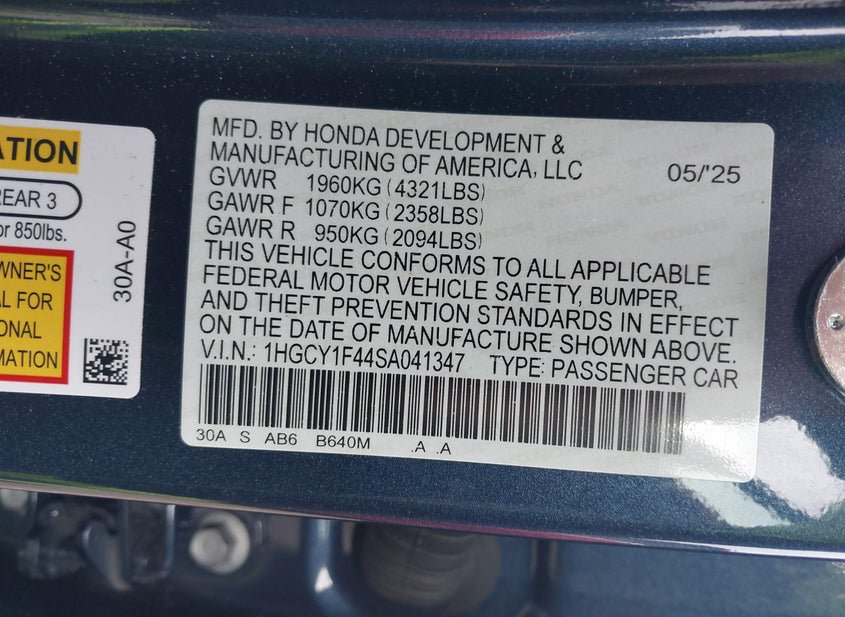 ATION
REAR 3
or 850lbs.
WNER'S
AL FOR
ONAL
MATION
30A-A0
MFD. BY HONDA DEVELOPMENT &
MANUFACTURING OF AMERICA, LLC 05/'25
GVWR 1960KG (4321LBS)
GAWR F 1070KG (2358LBS)
GAWR R 950KG (2094LBS)
THIS VEHICLE CONFORMS TO ALL APPLICABLE
FEDERAL MOTOR VEHICLE SAFETY, BUMPER,
AND THEFT PREVENTION STANDARDS IN EFFECT
ON THE DATE OF MANUFACTURE SHOWN ABOVE.
V.I.N.: 1HGCY1F44SA041347 TYPE: PASSENGER CAR
30A S AB6 B640M .A .A